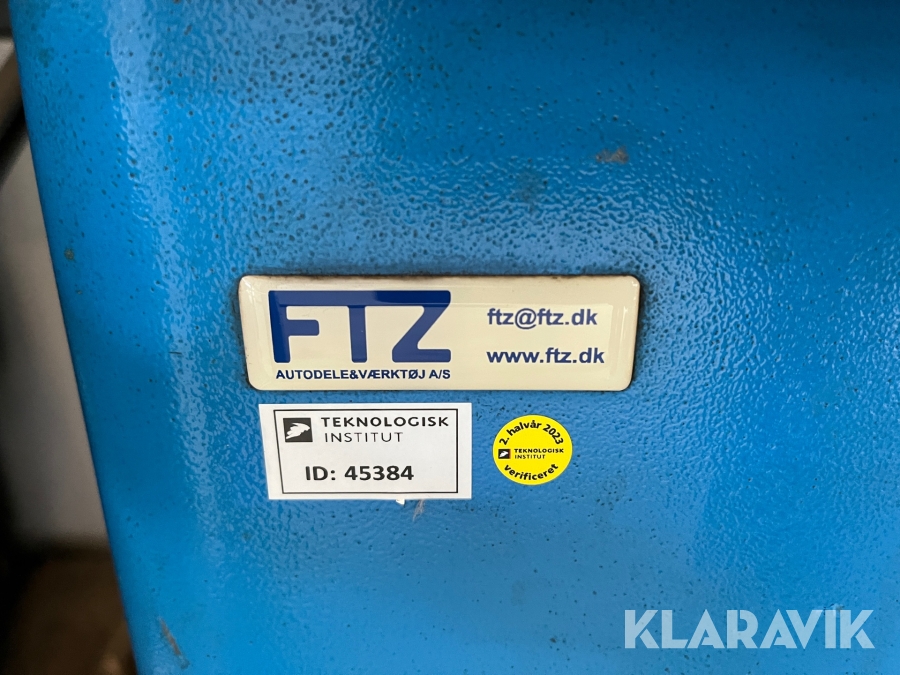 FTZ
AUTODELE&VÆRKTØJ A/S
ftz@ftz.dk
www.ftz.dk
TEKNOLOGISK
INSTITUT
ID: 45384
2. halvår 2023
TEKNOLOGISK
INSTITUT
verificeret
KLARAVIK